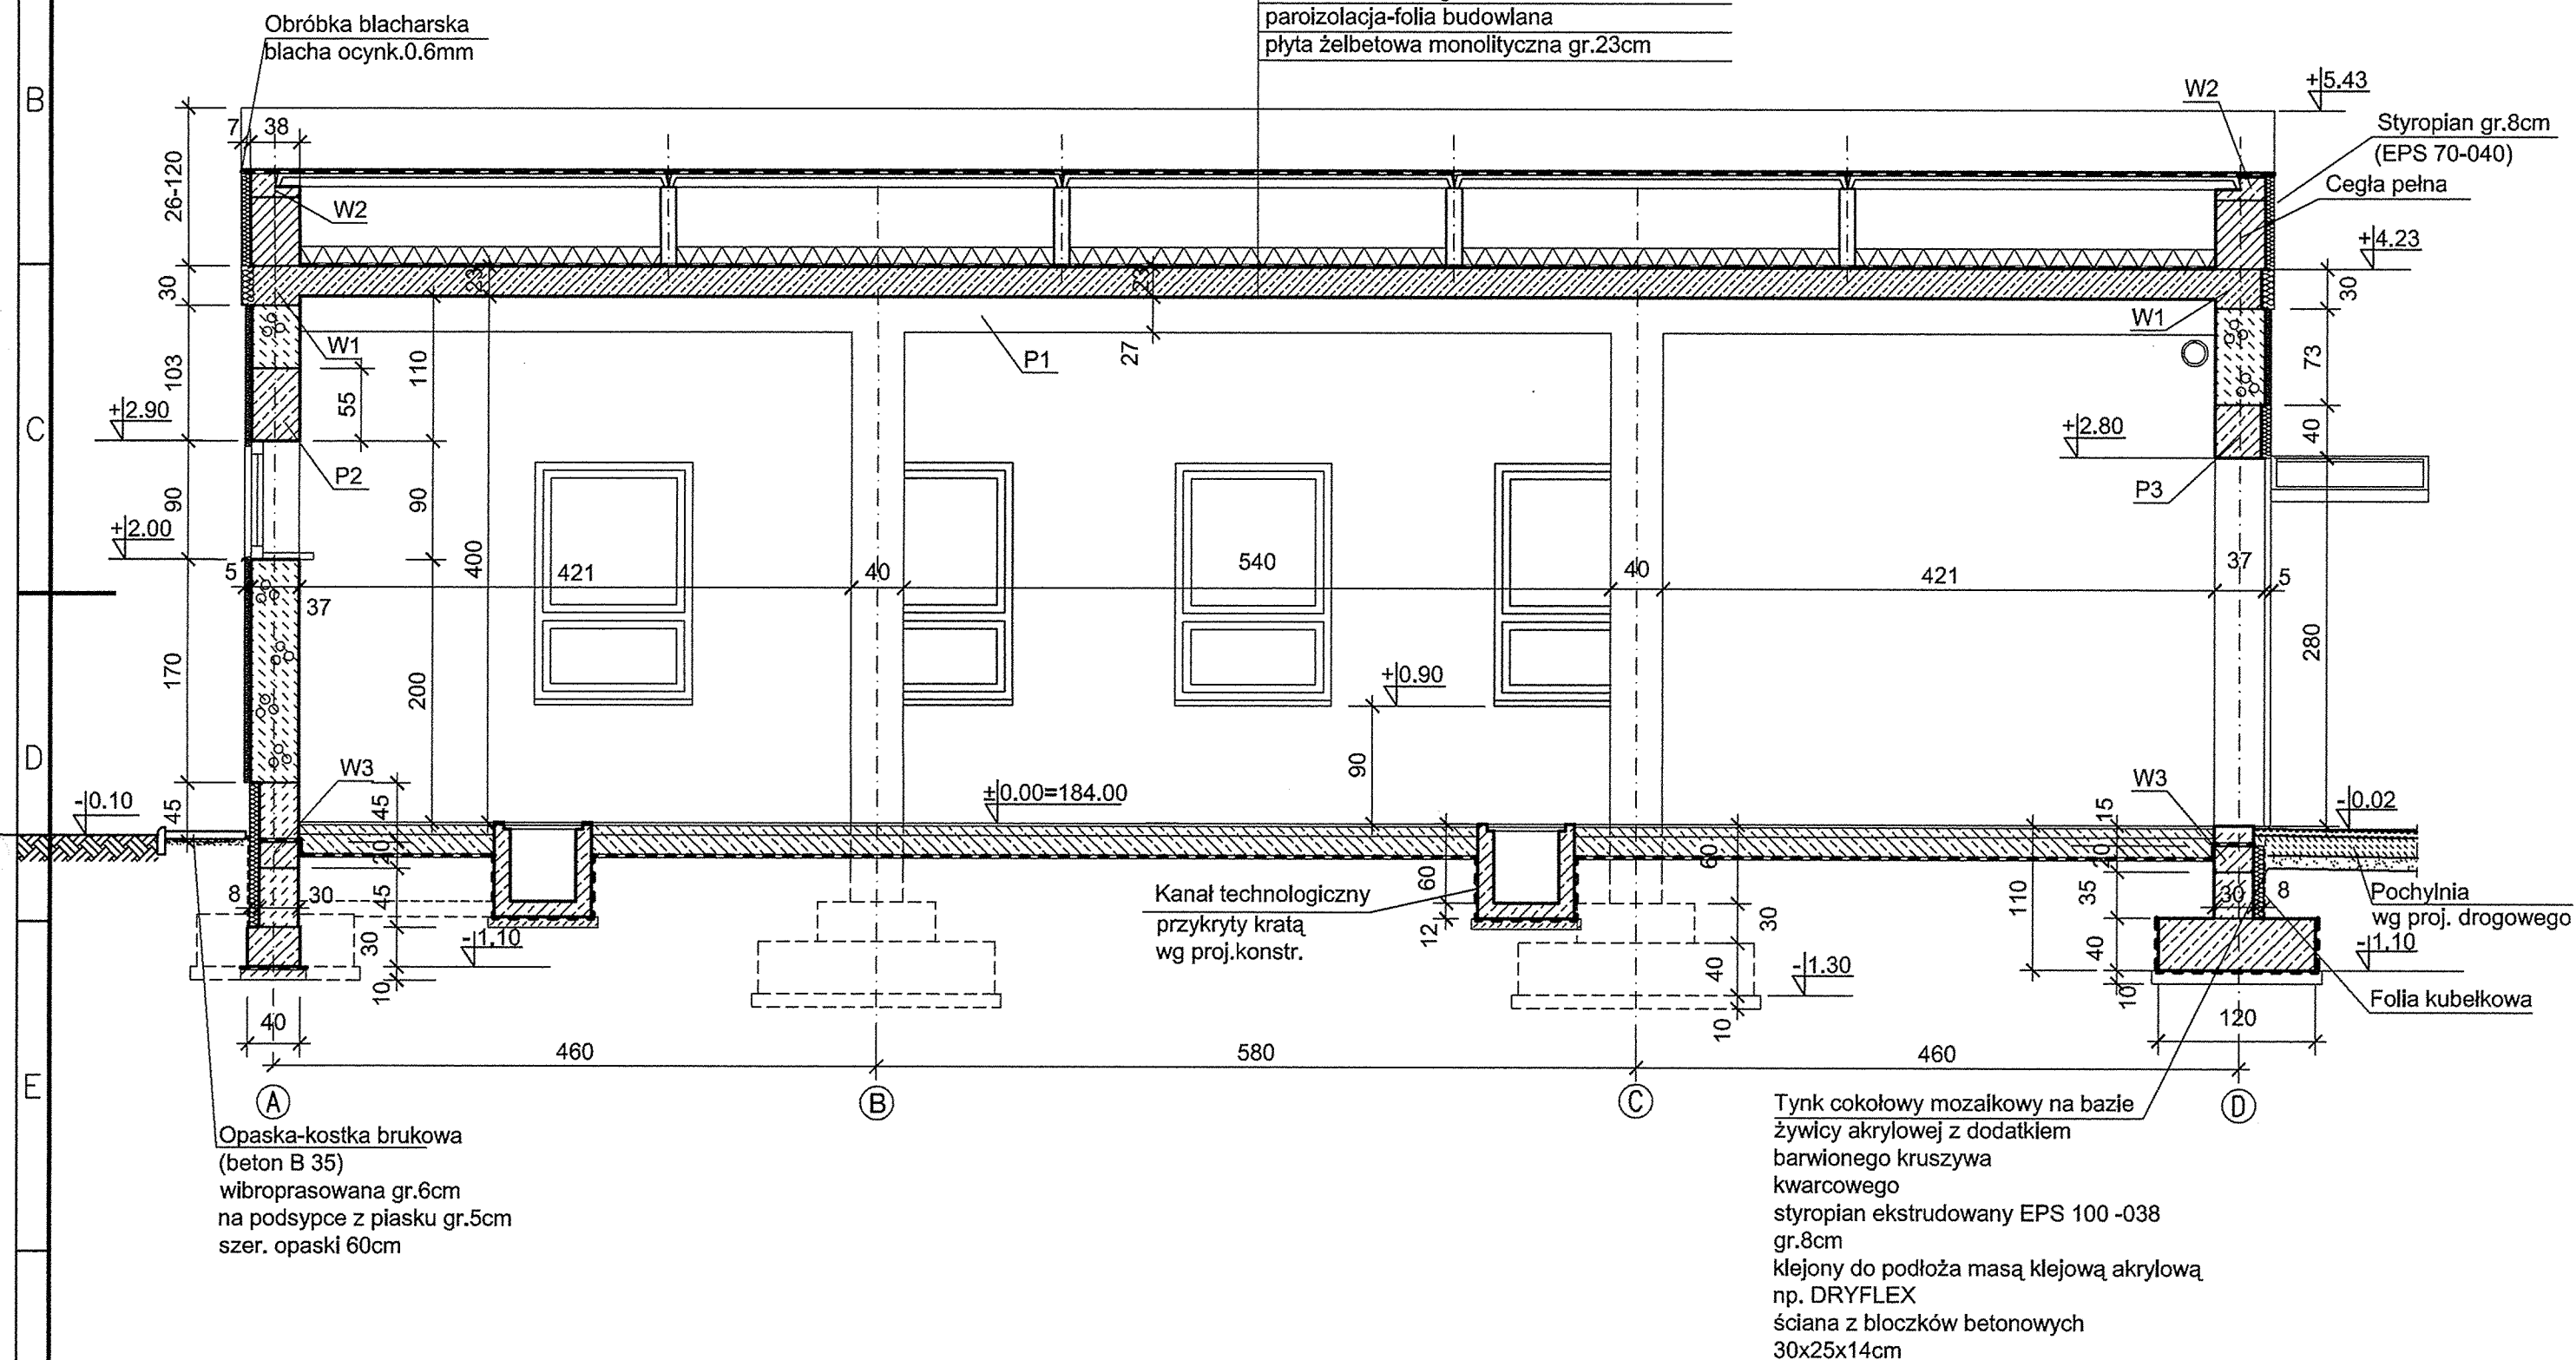 paroizolacja-folia budowlana
płyta żelbetowa monolityczna gr.23cm
Obróbka blacharska
blacha ocynk.0.6mm
B
+5.43
W2
Styropian gr.8cm
(EPS 70-040)
Cegła pełna
7 38
26-120
W2
+4.23
30
23
23
30
W1
W1
P1
27
103
110
55
73
+2.90
C
+2.80
40
P2
P3
90
90
+2.00
400
5
421
40
540
40
421
37
5
37
170
200
280
+0.90
90
D
W3
W3
-0.10
45
45
±0.00=184.00
15
-0.02
20
60
60
20
Kanał technologiczny
przykryty kratą
wg proj.konstr.
8
30
45
110
35
30
8
Pochylnia
wg proj. drogowego
12
30
30
-1.10
40
-1.10
40
-1.30
10
10
10
Folia kubełkowa
40
120
460
580
460
E
A
B
C
D
Opaska-kostka brukowa
(beton B 35)
wibroprasowana gr.6cm
na podsypce z piasku gr.5cm
szer. opaski 60cm
Tynk cokołowy mozaikowy na bazie
żywicy akrylowej z dodatkiem
barwionego kruszywa
kwarcowego
styropian ekstrudowany EPS 100 -038
gr.8cm
klejony do podłoża masą klejową akrylową
np. DRYFLEX
ściana z bloczków betonowych
30x25x14cm